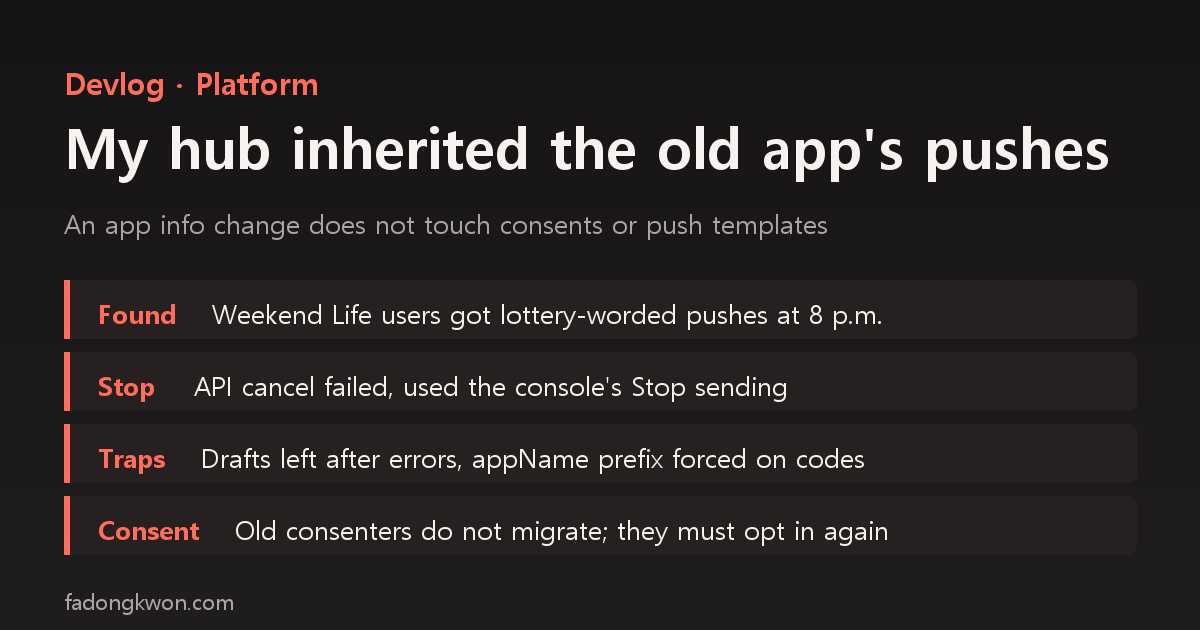 Devlog · Platform
My hub inherited the old app's pushes
An app info change does not touch consents or push templates
Found Weekend Life users got lottery-worded pushes at 8 p.m.
Stop API cancel failed, used the console's Stop sending
Traps Drafts left after errors, appName prefix forced on codes
Consent Old consenters do not migrate; they must opt in again
fadongkwon.com